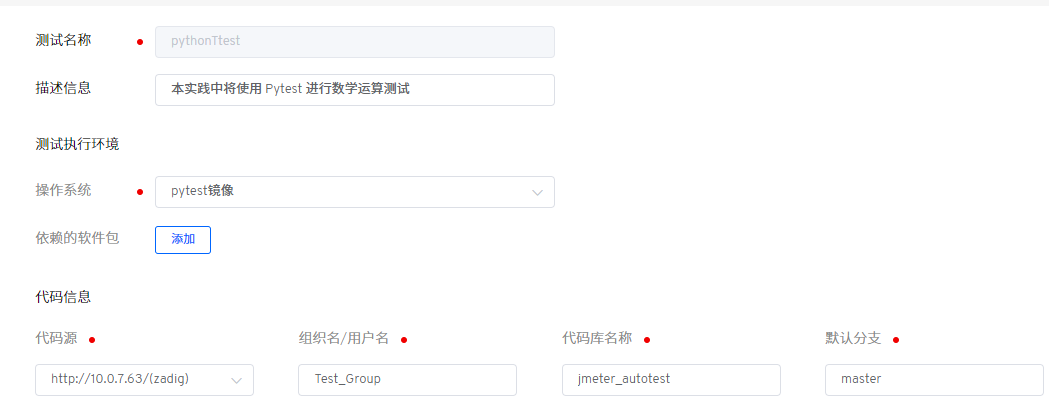 测试名称 pythonTtest
描述信息 本实践中将使用 Pytest 进行数学运算测试
测试执行环境
操作系统 pytest镜像
依赖的软件包 添加
代码信息
代码源 组织名/用户名 代码库名称 默认分支
http://10.0.7.63/(zadig) Test_Group jmeter_autotest master